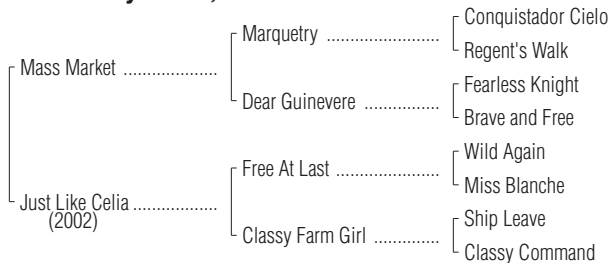 Conquistador Cielo
Marquetry ........................
Regent's Walk
Mass Market ....................
Fearless Knight
Dear Guinevere ................
Brave and Free
Wild Again
Free At Last ......................
Miss Blanche
Just Like Celia ..................
(2002)
Ship Leave
Classy Farm Girl ..............
Classy Command